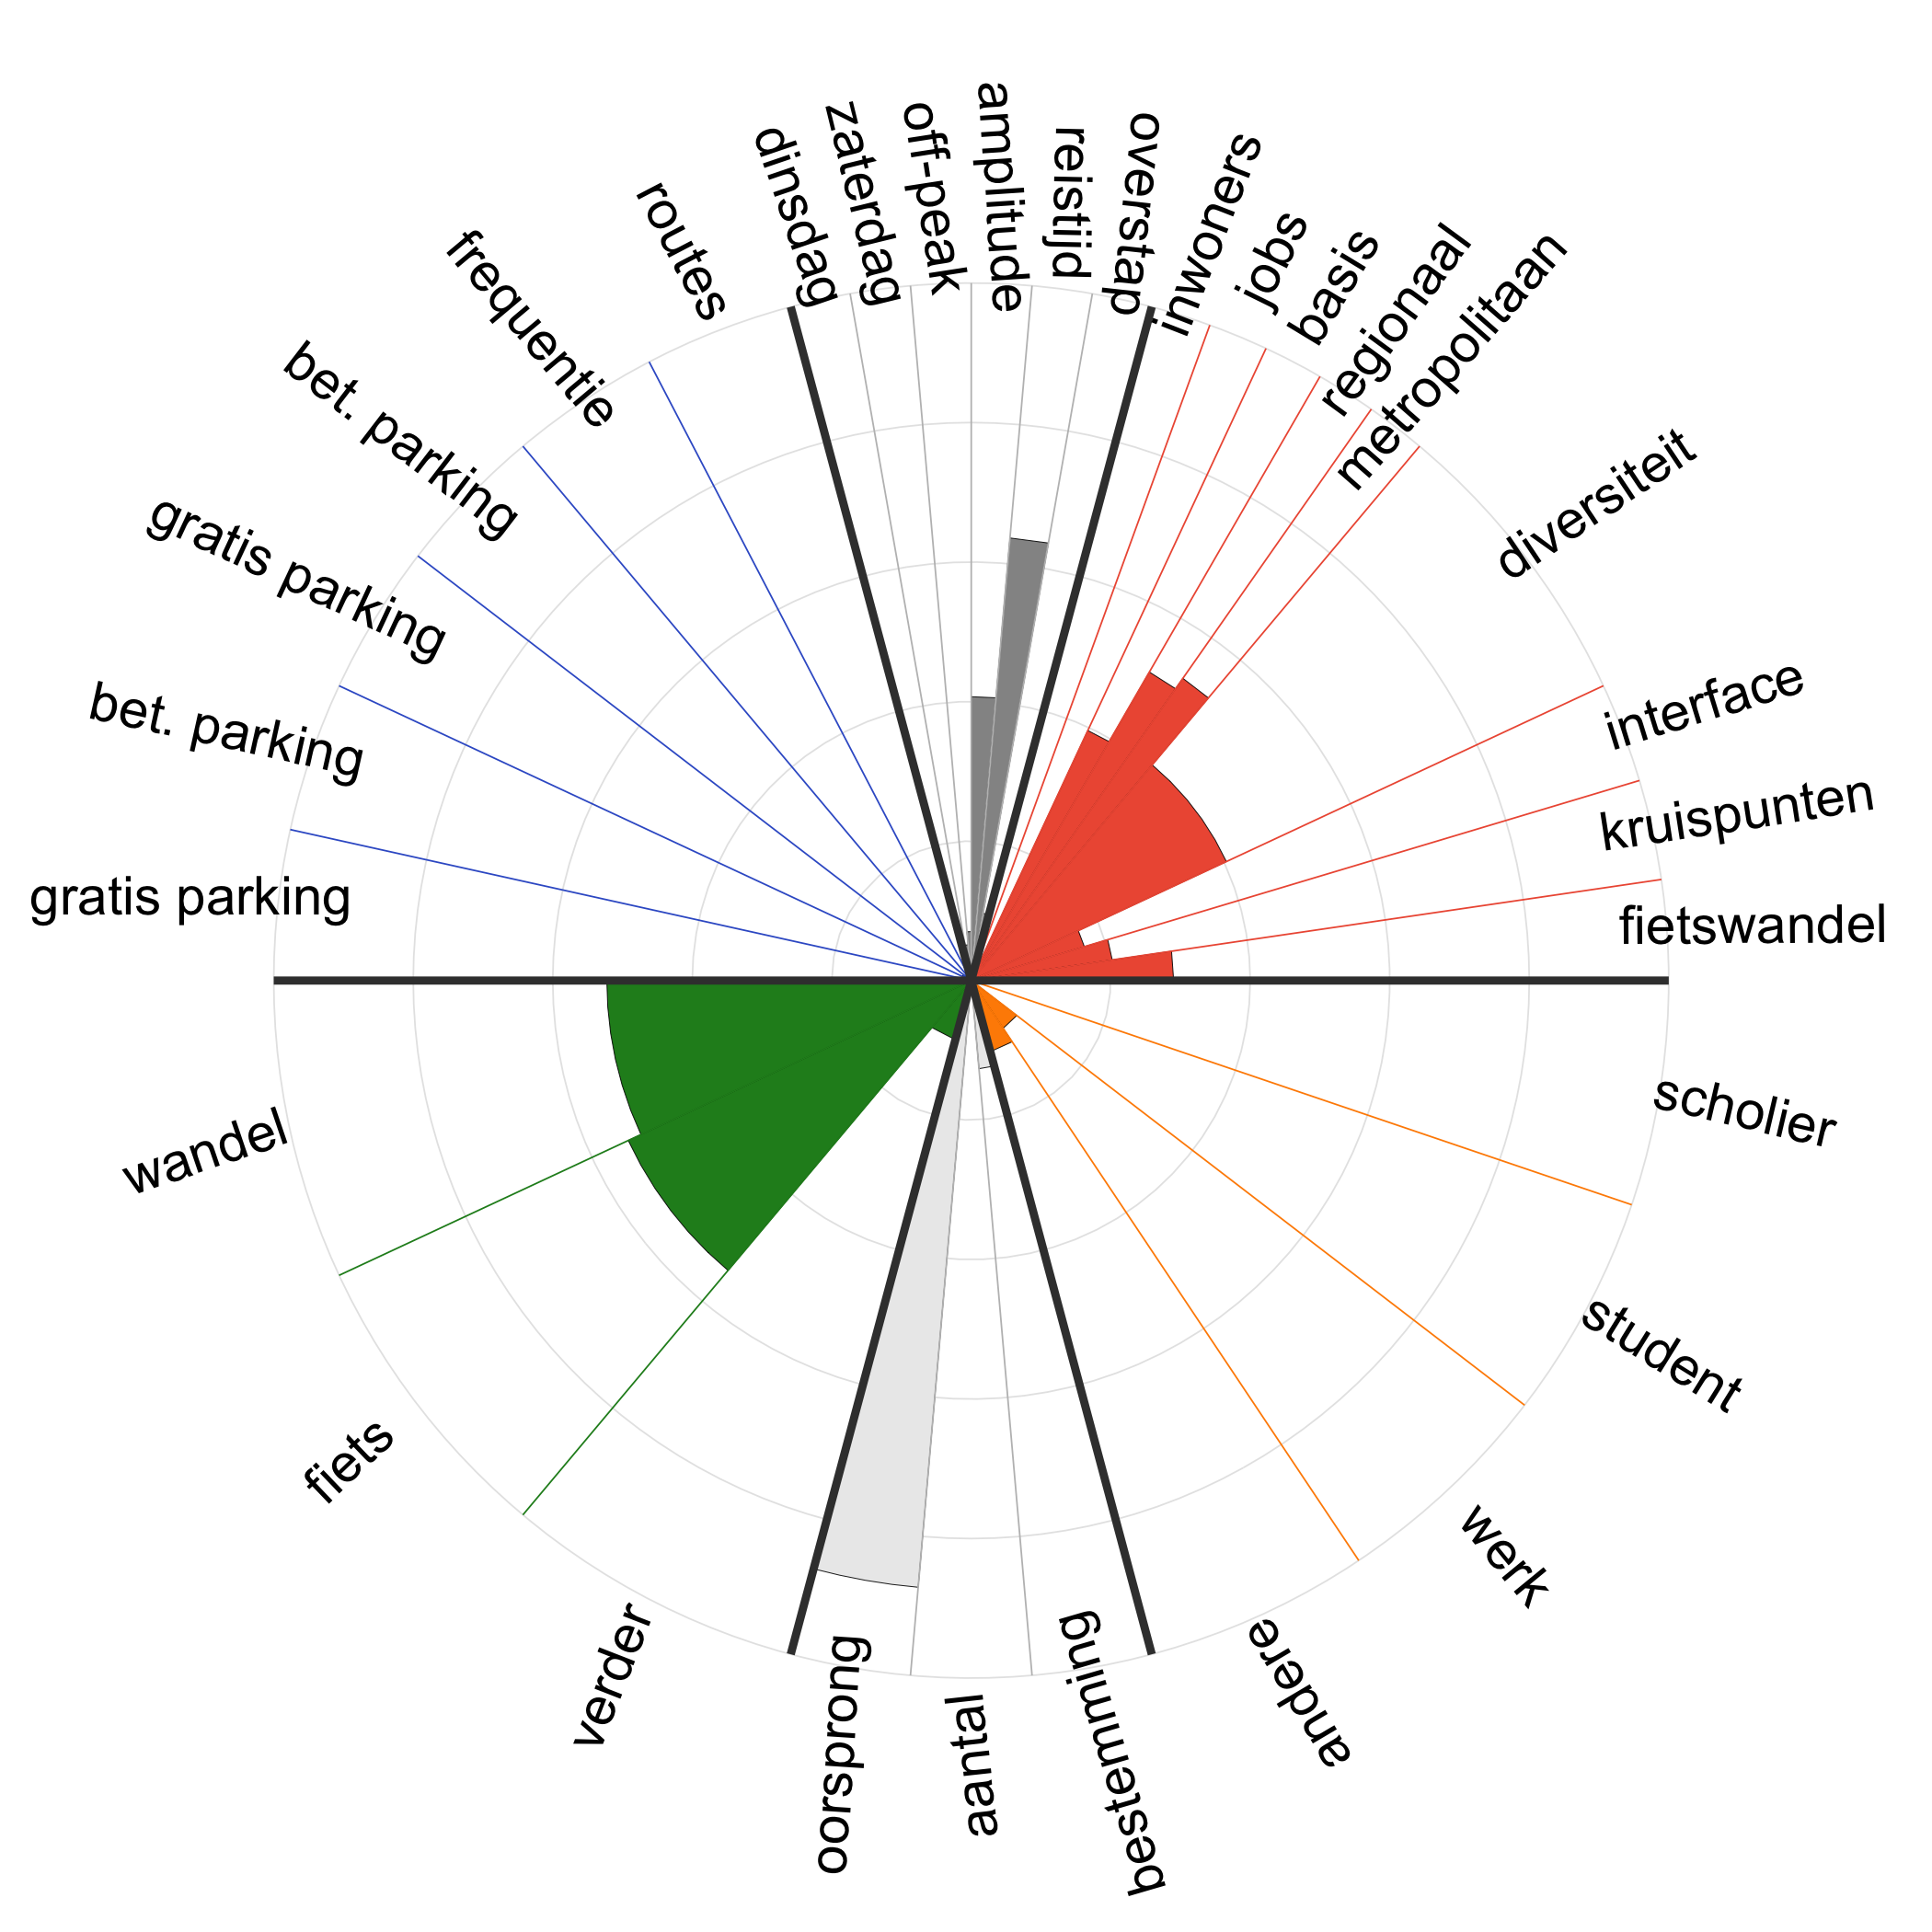 dinsdag
zaterdag
off-peak
amplitude
reistijd
overstap
inwoners
jobs
basis
regionaal
metropolitaan
diversiteit
interface
kruispunten
fietswandel
scholier
student
werk
andere
bestemming
aantal
oorsprong
verder
fiets
wandel
gratis parking
bet. parking
gratis parking
bet. parking
frequentie
routes